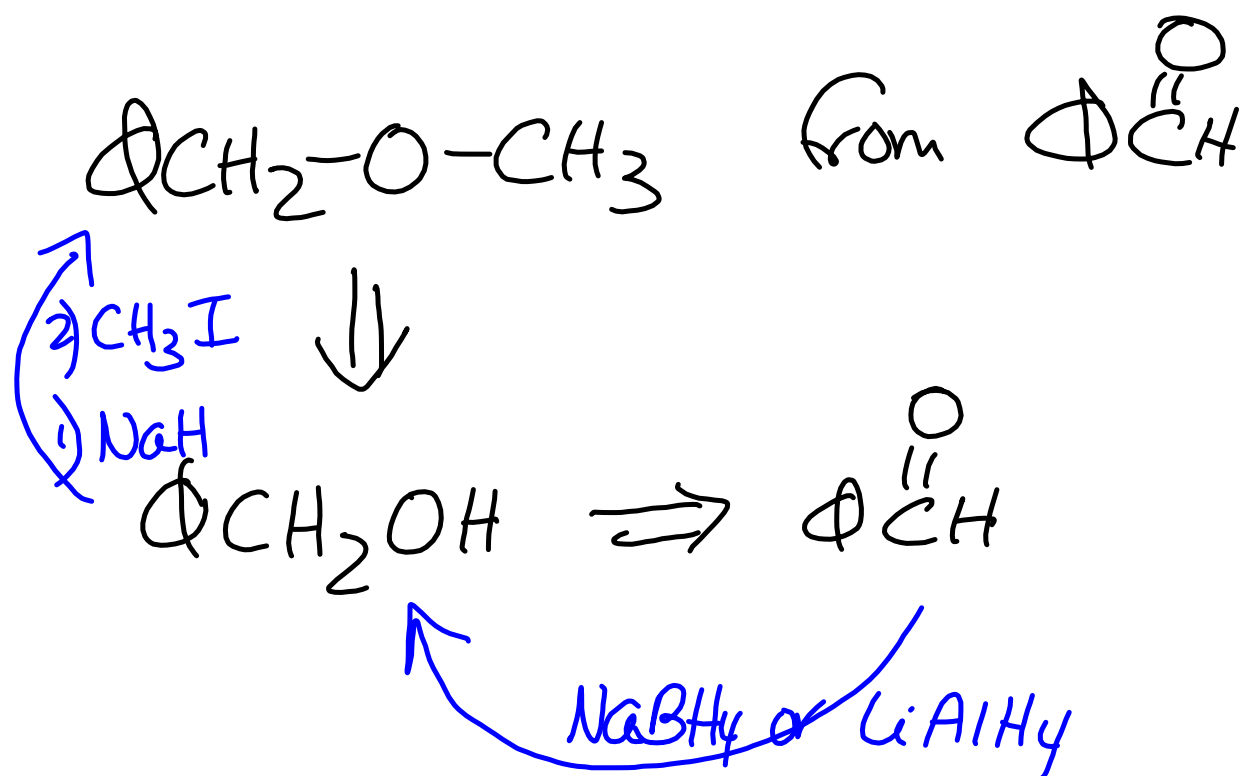 ΦCH2-O-CH3 from ΦCH
O
||
2) CH3I
1) NaH
ΦCH2OH ⇒ ΦCH
O
||
NaBH4 or LiAlH4